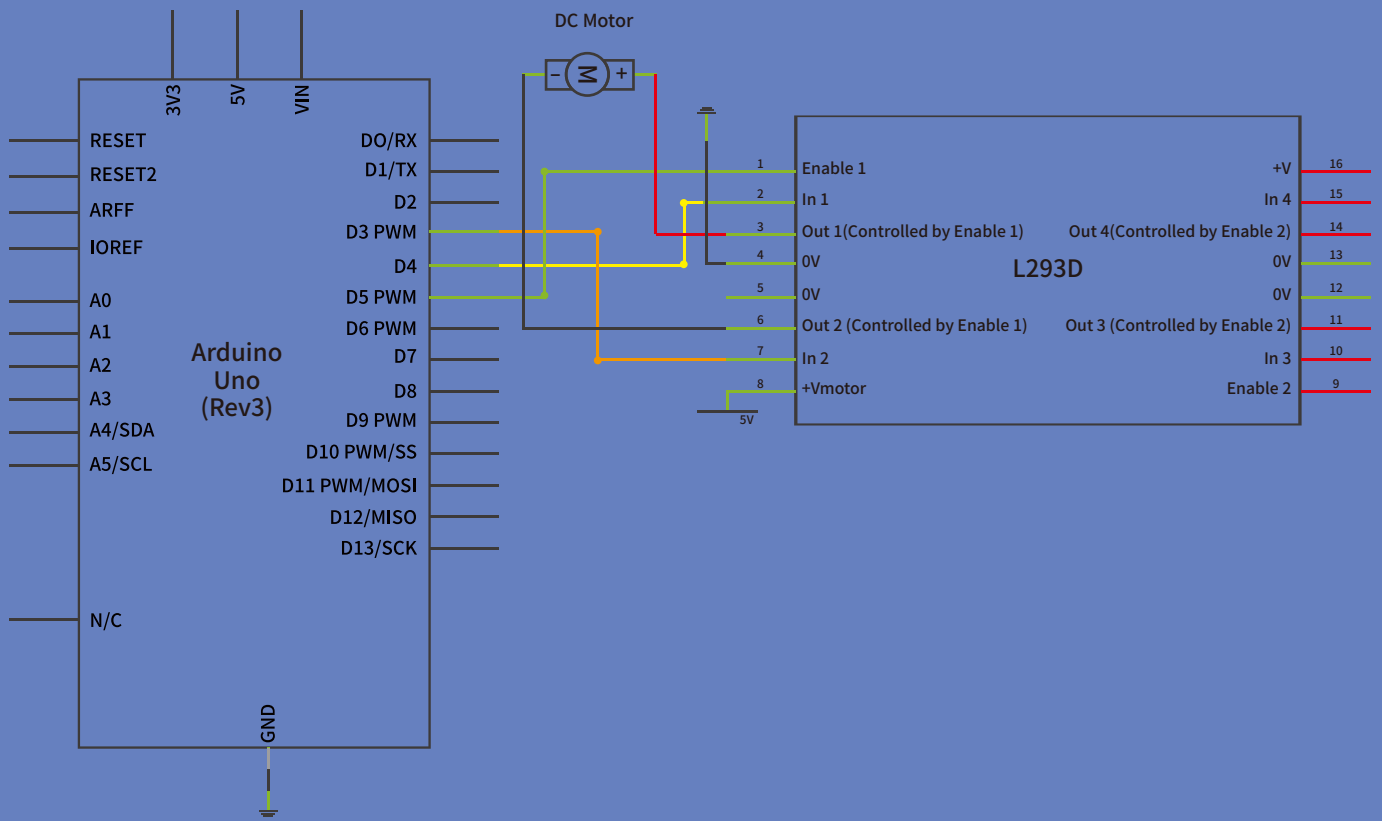 DC Motor
− M +
3V3
5V
VIN
RESET
RESET2
ARFF
IOREF
A0
A1
A2
A3
A4/SDA
A5/SCL
N/C
Arduino
Uno
(Rev3)
DO/RX
D1/TX
D2
D3 PWM
D4
D5 PWM
D6 PWM
D7
D8
D9 PWM
D10 PWM/SS
D11 PWM/MOSI
D12/MISO
D13/SCK
GND
1 Enable 1
2 In 1
3 Out 1(Controlled by Enable 1)
4 0V
5 0V
6 Out 2 (Controlled by Enable 1)
7 In 2
8 +Vmotor
5V
L293D
+V 16
In 4 15
Out 4(Controlled by Enable 2) 14
0V 13
0V 12
Out 3 (Controlled by Enable 2) 11
In 3 10
Enable 2 9